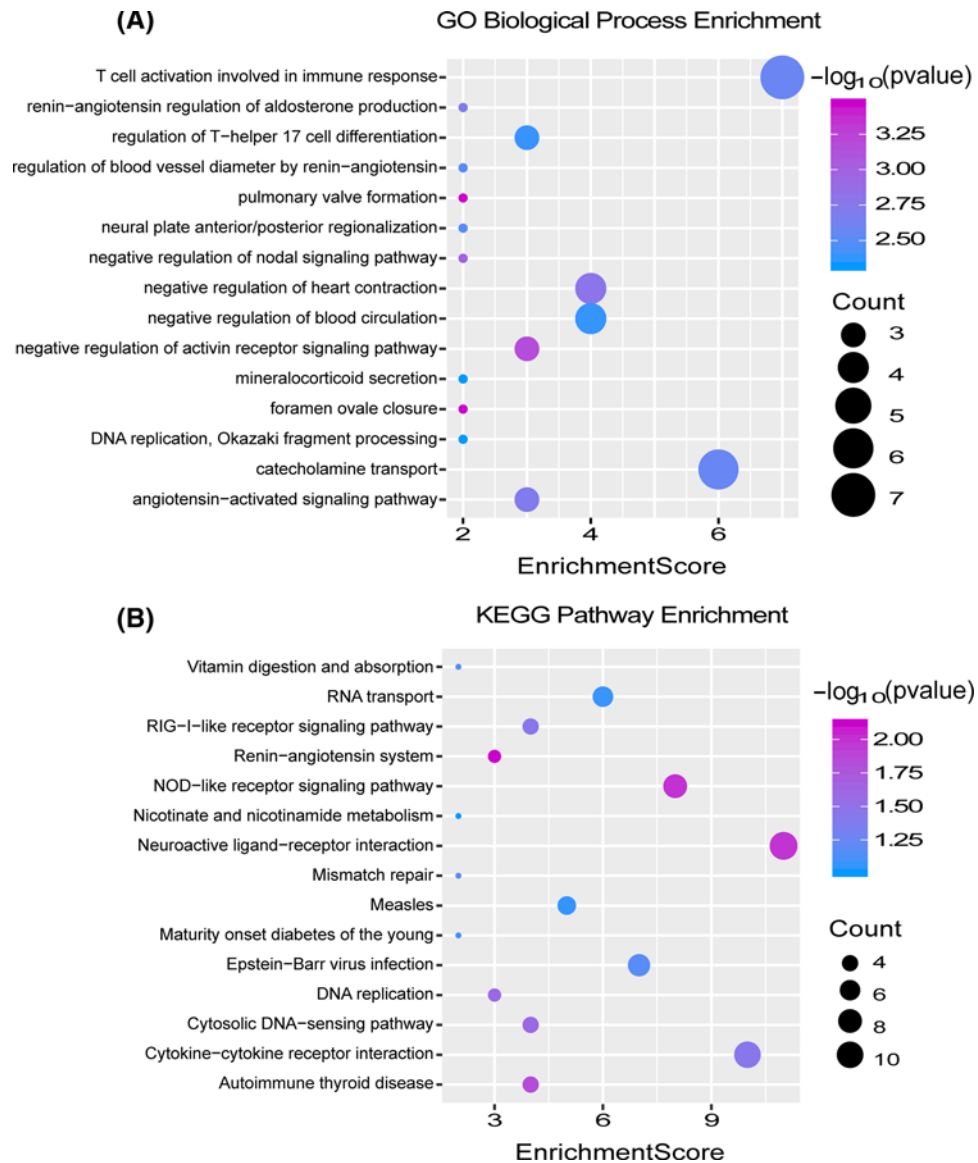 (A)
GO Biological Process Enrichment
T cell activation involved in immune response
renin−angiotensin regulation of aldosterone production
regulation of T−helper 17 cell differentiation
regulation of blood vessel diameter by renin−angiotensin
pulmonary valve formation
neural plate anterior/posterior regionalization
negative regulation of nodal signaling pathway
negative regulation of heart contraction
negative regulation of blood circulation
negative regulation of activin receptor signaling pathway
mineralocorticoid secretion
foramen ovale closure
DNA replication, Okazaki fragment processing
catecholamine transport
angiotensin−activated signaling pathway
2 4 6
EnrichmentScore
−log10(pvalue)
3.25
3.00
2.75
2.50
Count
3
4
5
6
7
(B)
KEGG Pathway Enrichment
Vitamin digestion and absorption
RNA transport
RIG−I−like receptor signaling pathway
Renin−angiotensin system
NOD−like receptor signaling pathway
Nicotinate and nicotinamide metabolism
Neuroactive ligand−receptor interaction
Mismatch repair
Measles
Maturity onset diabetes of the young
Epstein−Barr virus infection
DNA replication
Cytosolic DNA−sensing pathway
Cytokine−cytokine receptor interaction
Autoimmune thyroid disease
3 6 9
EnrichmentScore
−log10(pvalue)
2.00
1.75
1.50
1.25
Count
4
6
8
10